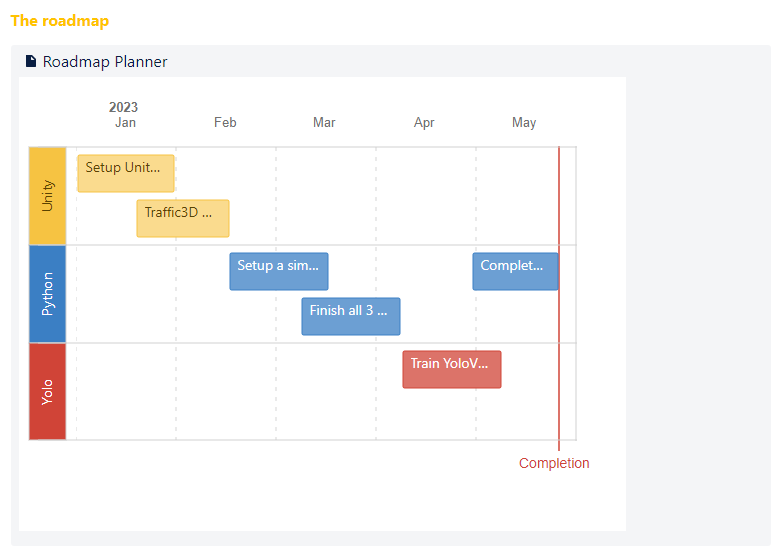 The roadmap
Roadmap Planner
2023
Jan Feb Mar Apr May
Unity
Setup Unit...
Traffic3D ...
Python
Setup a sim...
Complet...
Finish all 3 ...
Yolo
Train YoloV...
Completion